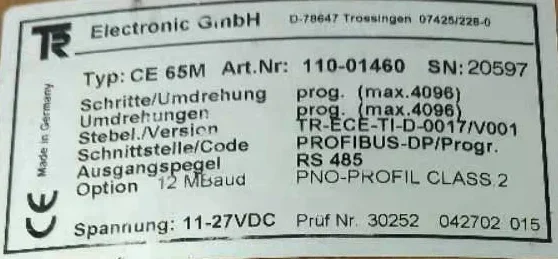 TR Electronic GmbH D-78647 Trossingen 07425/228-0
Typ: CE 65M Art.Nr: 110-01460 SN: 20597
Schritte/Umdrehung prog. (max.4096)
Umdrehungen prog. (max.4096)
Stebel./Version TR-ECE-TI-D-0017/V001
Schnittstelle/Code PROFIBUS-DP/Progr.
Ausgangspegel RS 485
Option 12 MBaud PNO-PROFIL CLASS 2
Spannung: 11-27VDC Prüf Nr. 30252 042702 015
Made in Germany
CE